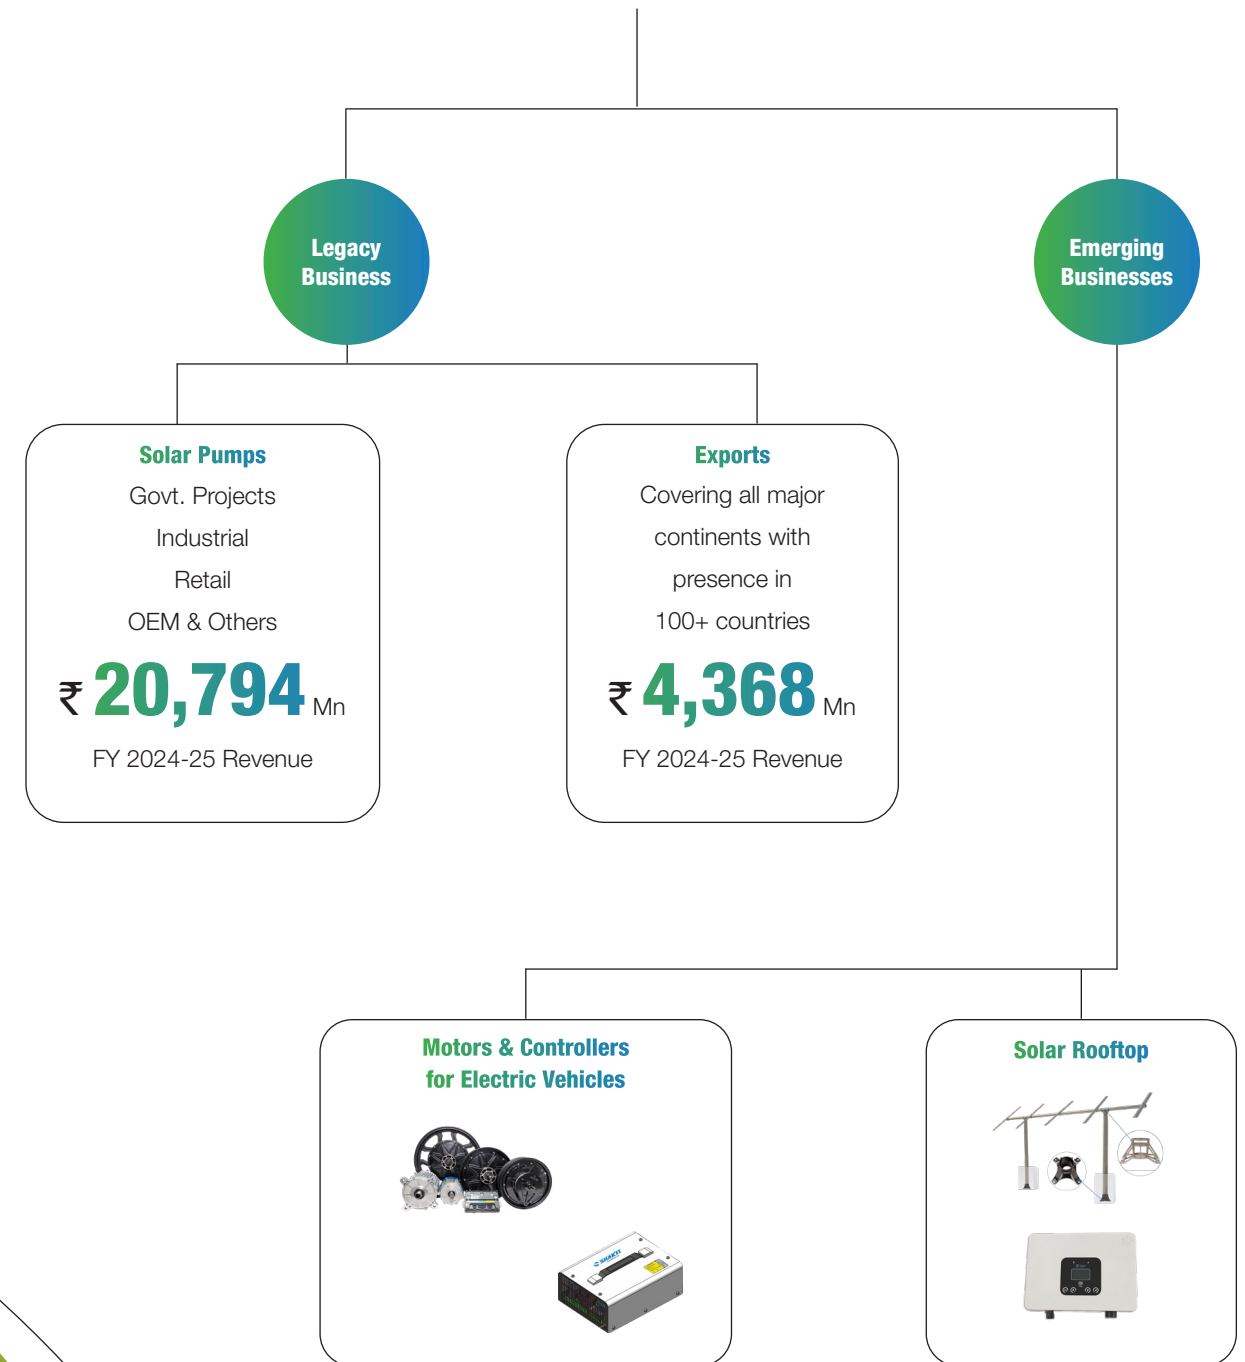 Legacy
Business
Emerging
Businesses
Solar Pumps
Govt. Projects
Industrial
Retail
OEM & Others
₹ 20,794 Mn
FY 2024-25 Revenue
Exports
Covering all major
continents with
presence in
100+ countries
₹ 4,368 Mn
FY 2024-25 Revenue
Motors & Controllers
for Electric Vehicles
SHAKTI
Solar Rooftop